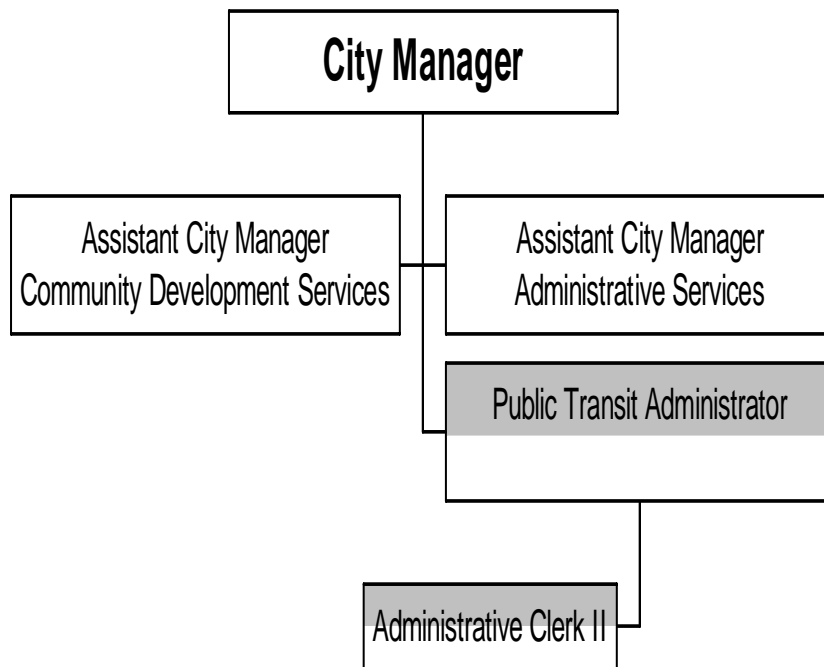 City Manager
Assistant City Manager
Community Development Services
Assistant City Manager
Administrative Services
Public Transit Administrator
Administrative Clerk II